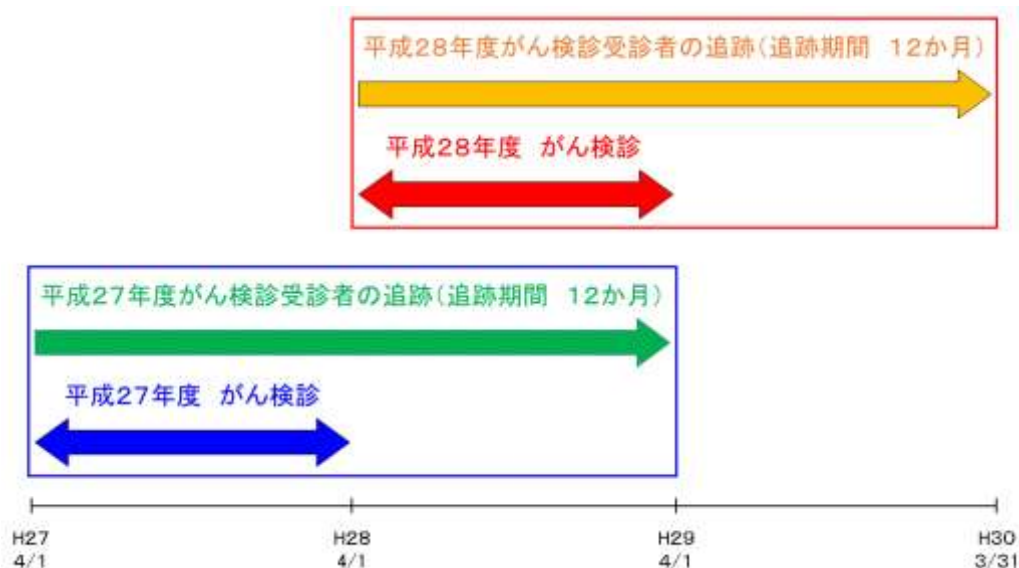 平成28年度がん検診受診者の追跡(追跡期間　12か月)
平成28年度　がん検診
平成27年度がん検診受診者の追跡(追跡期間　12か月)
平成27年度　がん検診
H27 H28 H29 H30
4/1 4/1 4/1 3/31